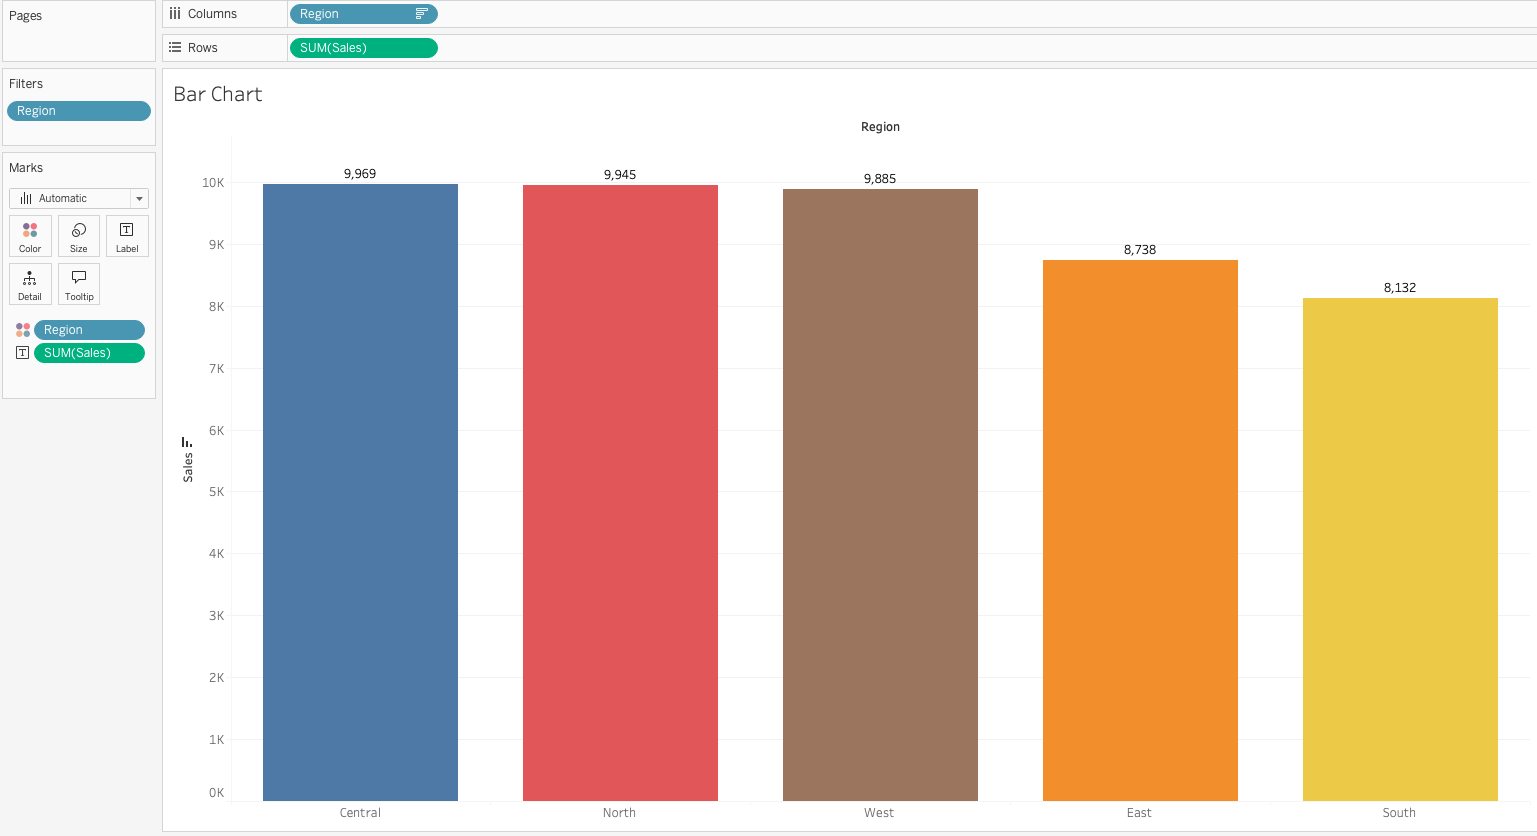 Pages
Columns
Region
Rows
SUM(Sales)
Filters
Region
Marks
Automatic
Color
Size
Label
Detail
Tooltip
Region
SUM(Sales)
Bar Chart
Region
Sales
10K
9K
8K
7K
6K
5K
4K
3K
2K
1K
0K
9,969
9,945
9,885
8,738
8,132
Central
North
West
East
South